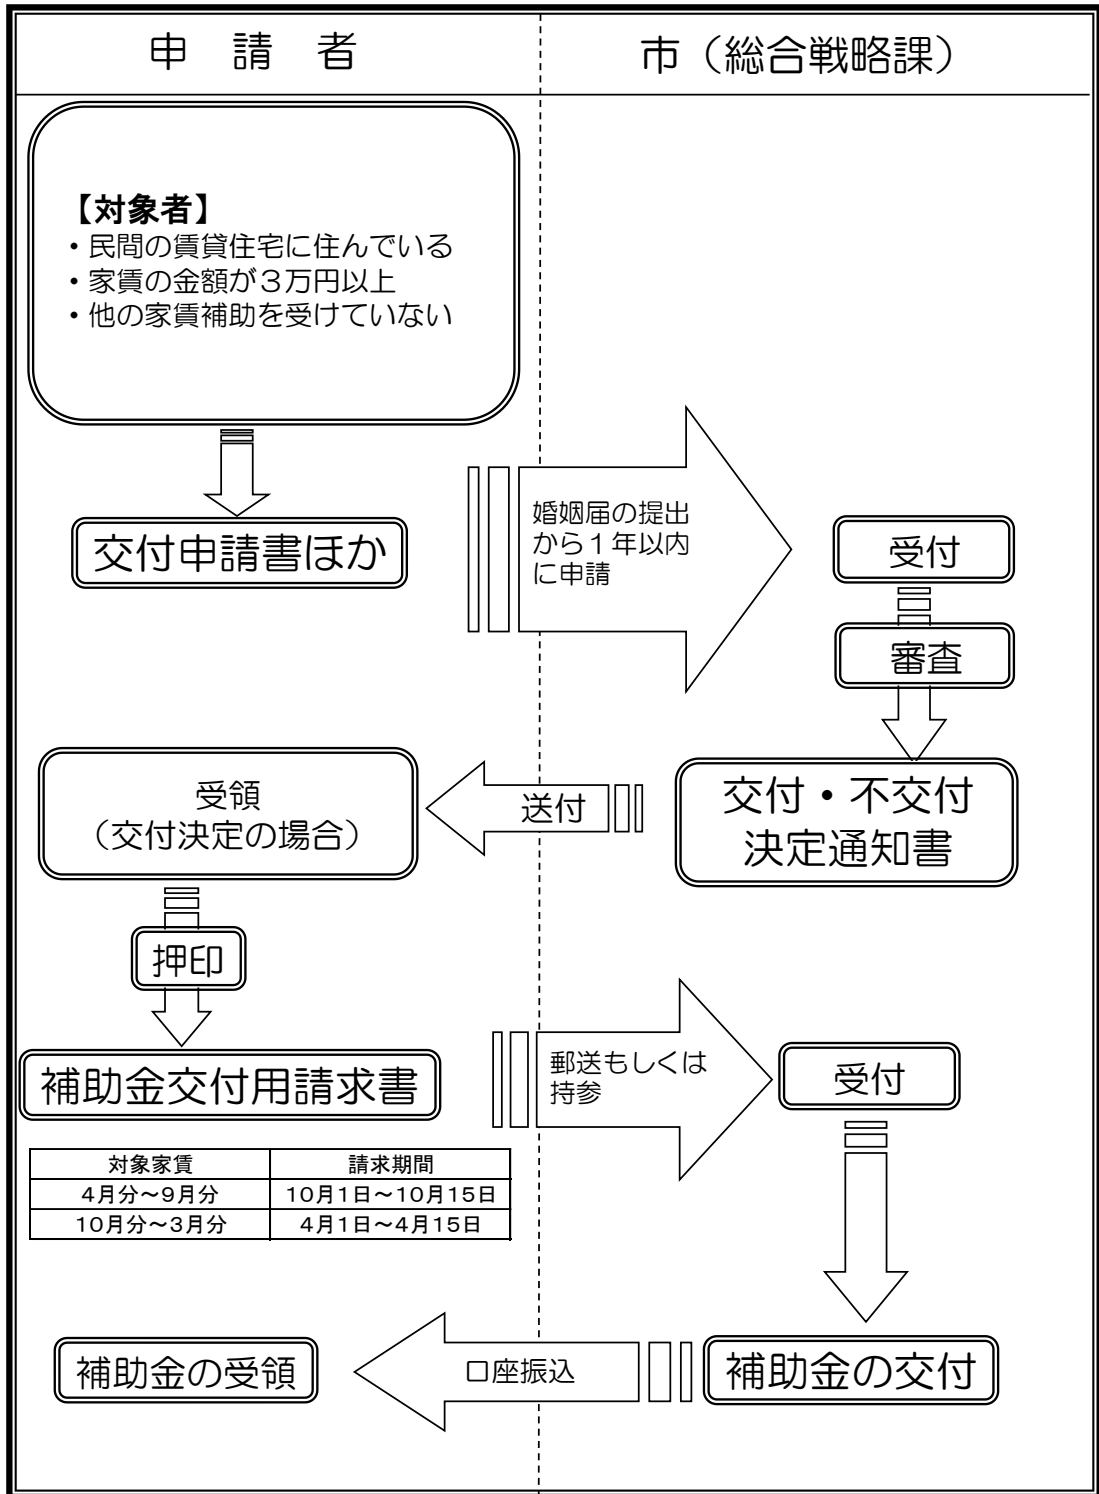 申 請 者
市（総合戦略課）
【対象者】
・民間の賃貸住宅に住んでいる
・家賃の金額が３万円以上
・他の家賃補助を受けていない
交付申請書ほか
婚姻届の提出
から１年以内
に申請
受付
審査
交付・不交付
決定通知書
送付
受領
（交付決定の場合）
押印
補助金交付用請求書
郵送もしくは
持参
受付
対象家賃 請求期間
４月分～９月分 １０月１日～１０月１５日
１０月分～３月分 ４月１日～４月１５日
補助金の交付
口座振込
補助金の受領